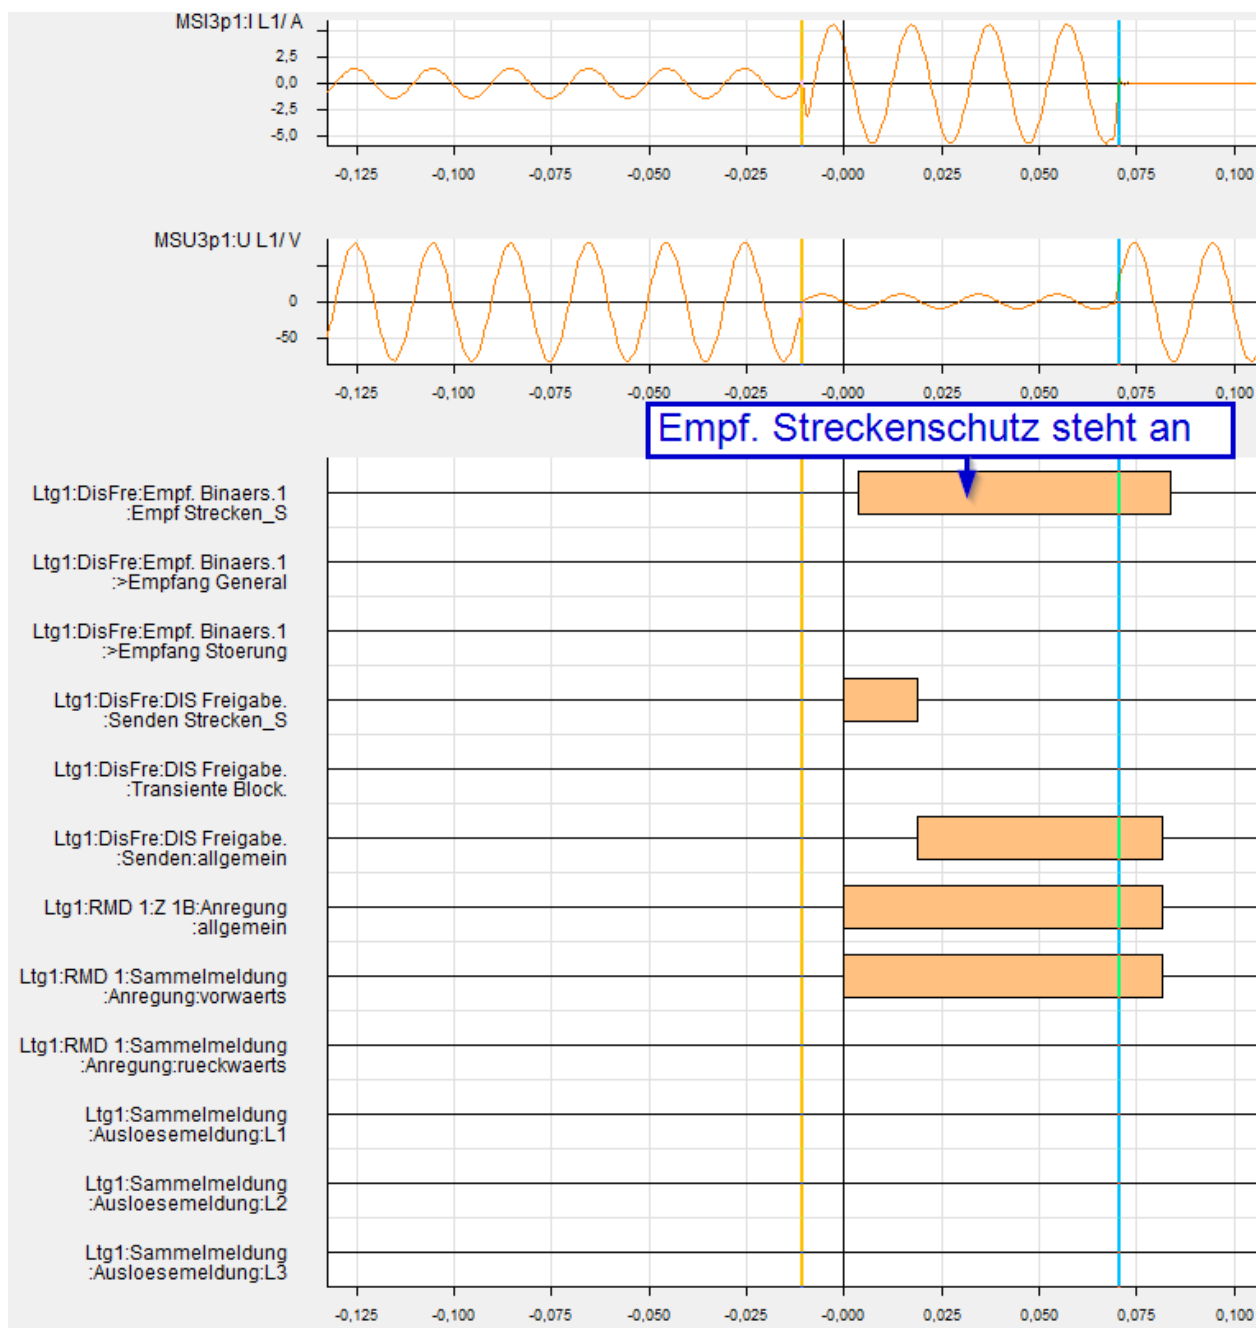 MSI3p1:I L1/ A
2,5
0,0
-2,5
-5,0
-0,125 -0,100 -0,075 -0,050 -0,025 -0,000 0,025 0,050 0,075 0,100
MSU3p1:U L1/ V
0
-50
-0,125 -0,100 -0,075 -0,050 -0,025 -0,000 0,025 0,050 0,075 0,100
Empf. Streckenschutz steht an
Ltg1:DisFre:Empf. Binaers.1
:Empf Strecken_S
Ltg1:DisFre:Empf. Binaers.1
:>Empfang General
Ltg1:DisFre:Empf. Binaers.1
:>Empfang Stoerung
Ltg1:DisFre:DIS Freigabe.
:Senden Strecken_S
Ltg1:DisFre:DIS Freigabe.
:Transiente Block.
Ltg1:DisFre:DIS Freigabe.
:Senden:allgemein
Ltg1:RMD 1:Z 1B:Anregung
:allgemein
Ltg1:RMD 1:Sammelmeldung
:Anregung:vorwaerts
Ltg1:RMD 1:Sammelmeldung
:Anregung:rueckwaerts
Ltg1:Sammelmeldung
:Ausloesemeldung:L1
Ltg1:Sammelmeldung
:Ausloesemeldung:L2
Ltg1:Sammelmeldung
:Ausloesemeldung:L3
-0,125 -0,100 -0,075 -0,050 -0,025 -0,000 0,025 0,050 0,075 0,100